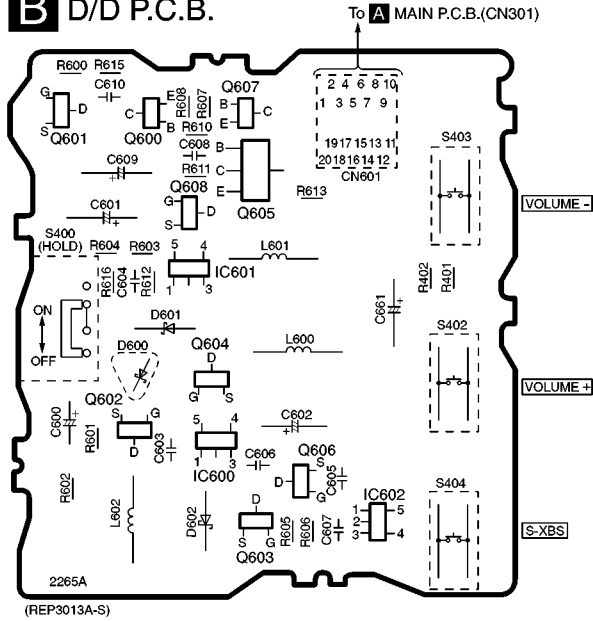 B D/D P.C.B.
To A MAIN P.C.B.(CN301)
R600 R615
C610
G
D
S
Q601
E
C
B
Q600
R608
R607
R610
Q607
B
C
E
C608
R611
B
C
E
Q605
2 4 6 8 10
1 3 5 7 9
19 17 15 13 11
20 18 16 14 12
CN601
S403
VOLUME -
C609
C601
Q608
G
D
S
R613
S400
(HOLD)
R604 R603
R616
C604
R612
5 4
1 3
IC601
L601
R402
R401
C661
ON
OFF
D601
D600
Q604
D
G S
L600
S402
VOLUME +
Q602
S G
D
C600
R601
C603
5 4
1 3
IC600
C602
C606
Q606
S
D
G
C605
R602
L602
D602
D
S G
Q603
R605
R606
C607
IC602
1 5
2
3 4
S404
S-XBS
2265A
(REP3013A-S)